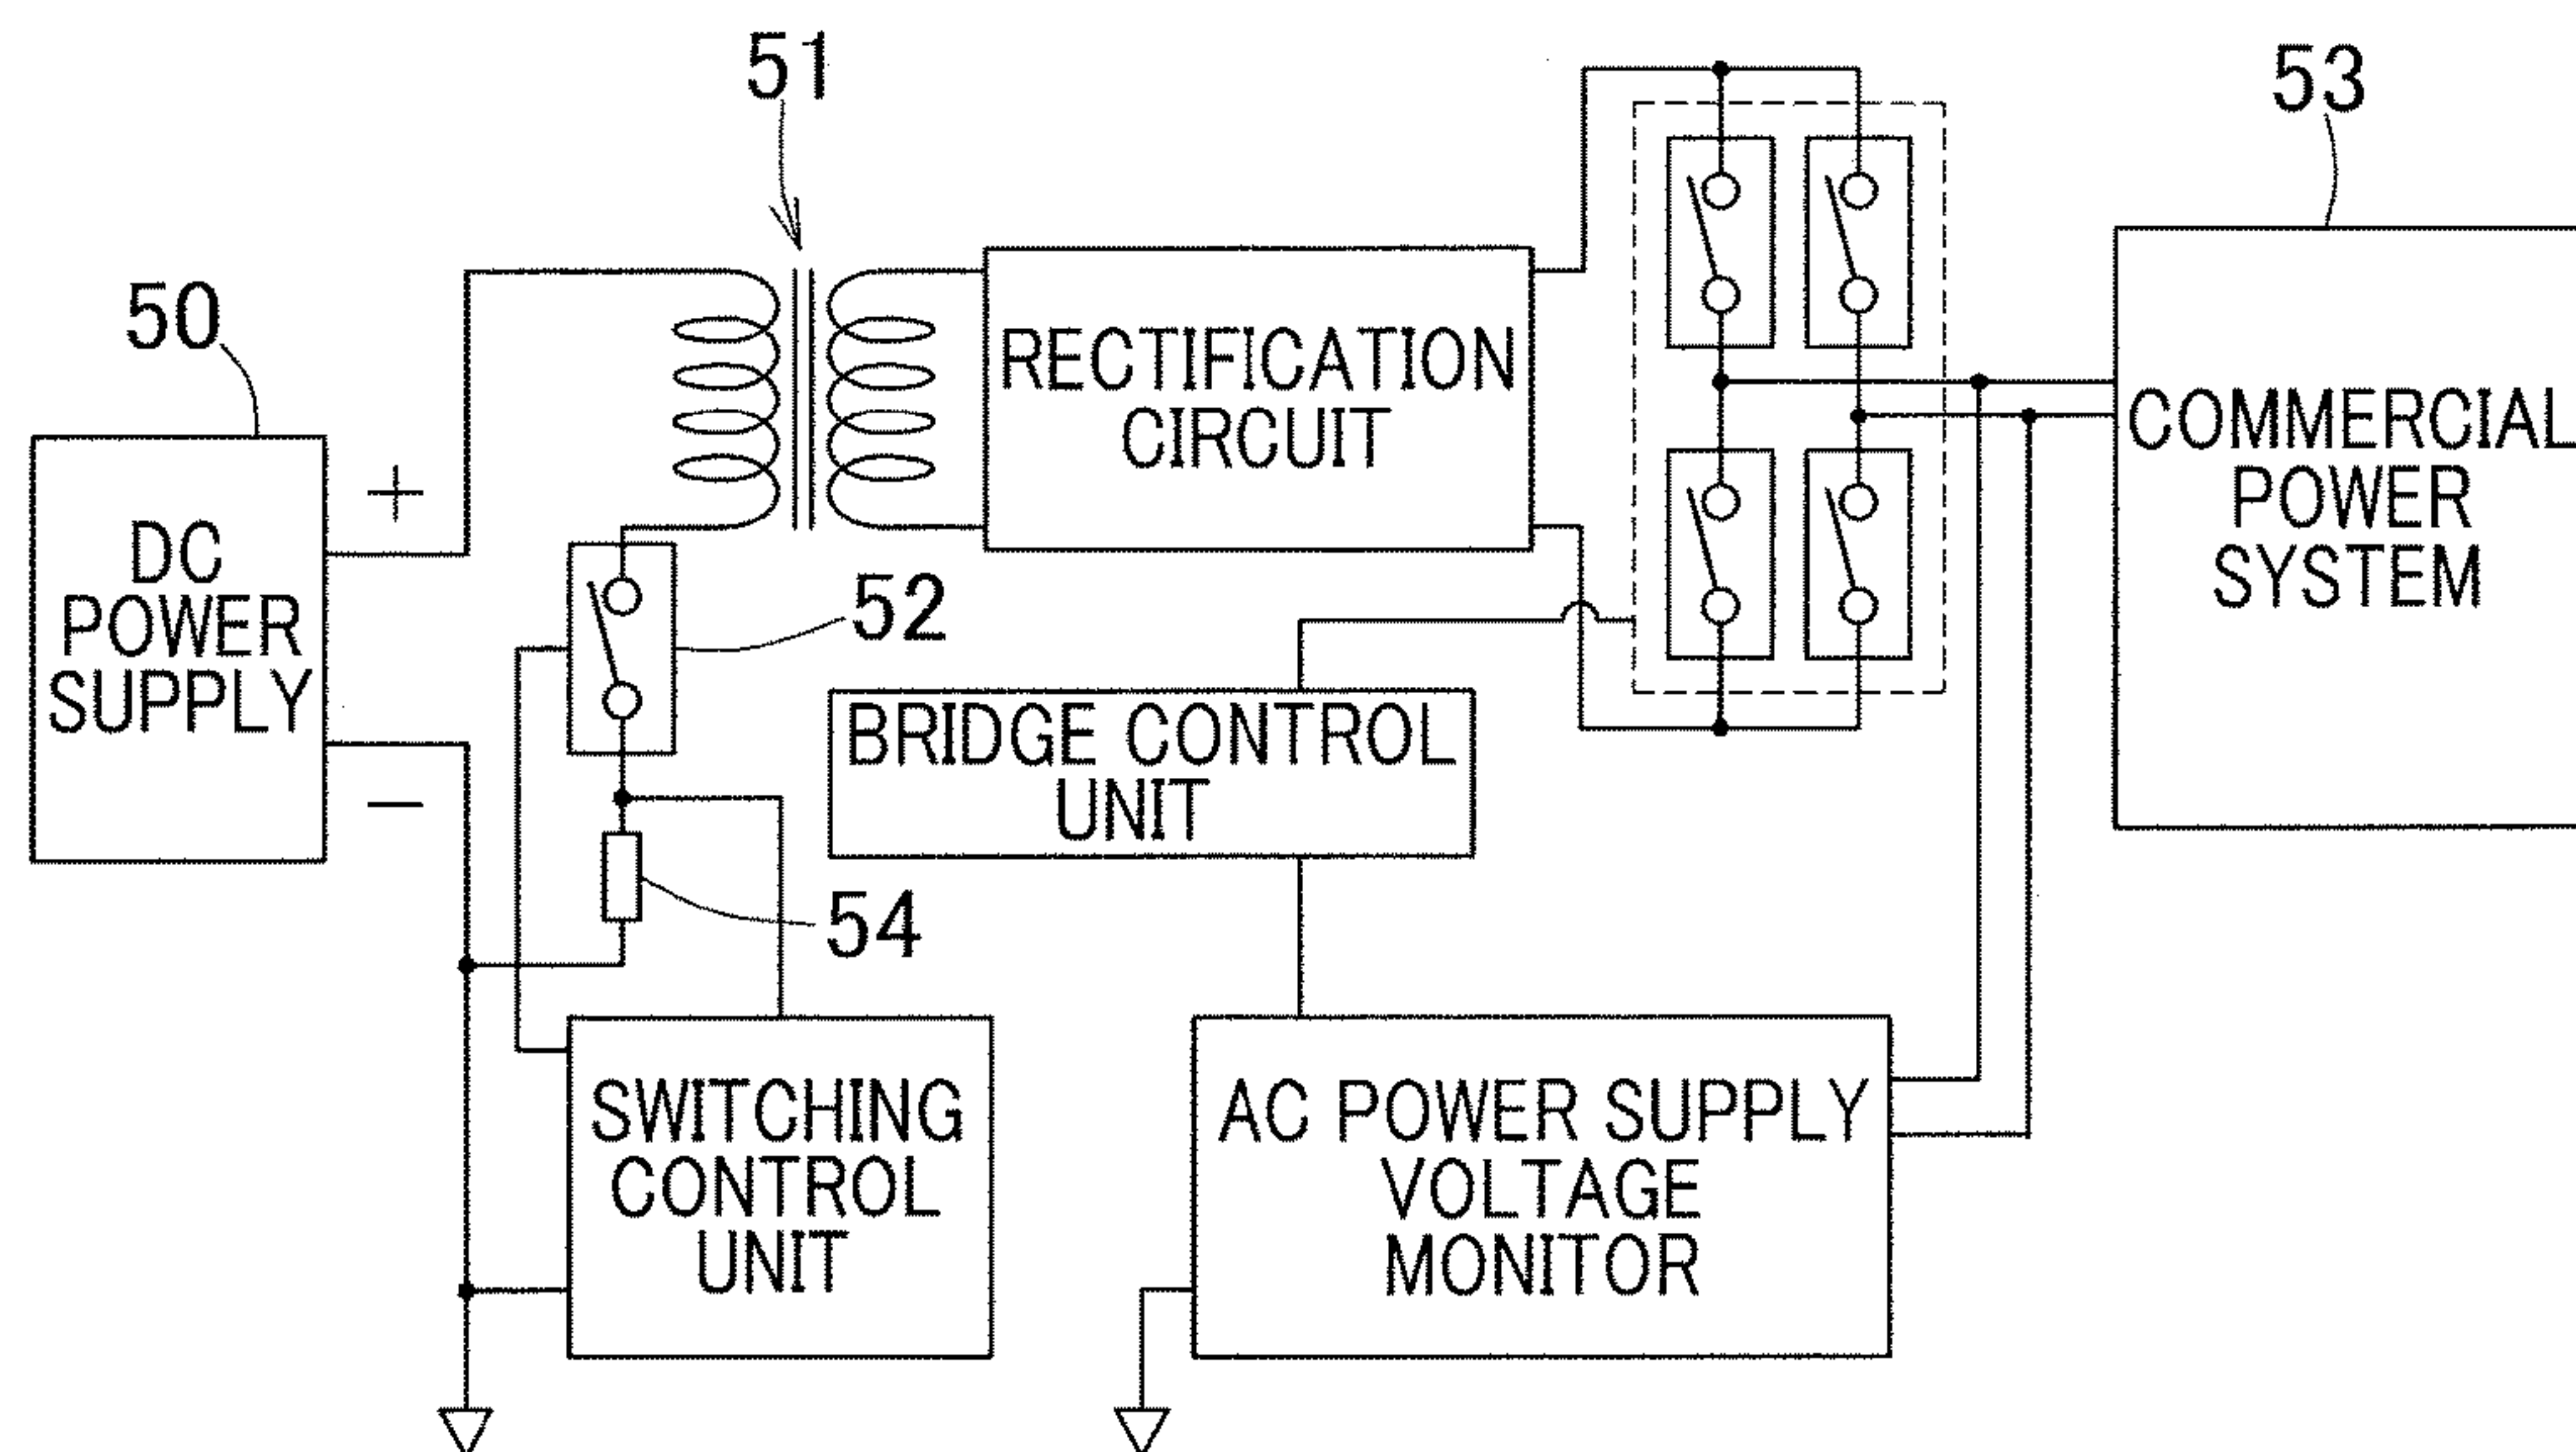 51
53
50
RECTIFICATION
CIRCUIT
COMMERCIAL
POWER
SYSTEM
+
DC
POWER
SUPPLY
−
52
BRIDGE CONTROL
UNIT
54
SWITCHING
CONTROL
UNIT
AC POWER SUPPLY
VOLTAGE
MONITOR